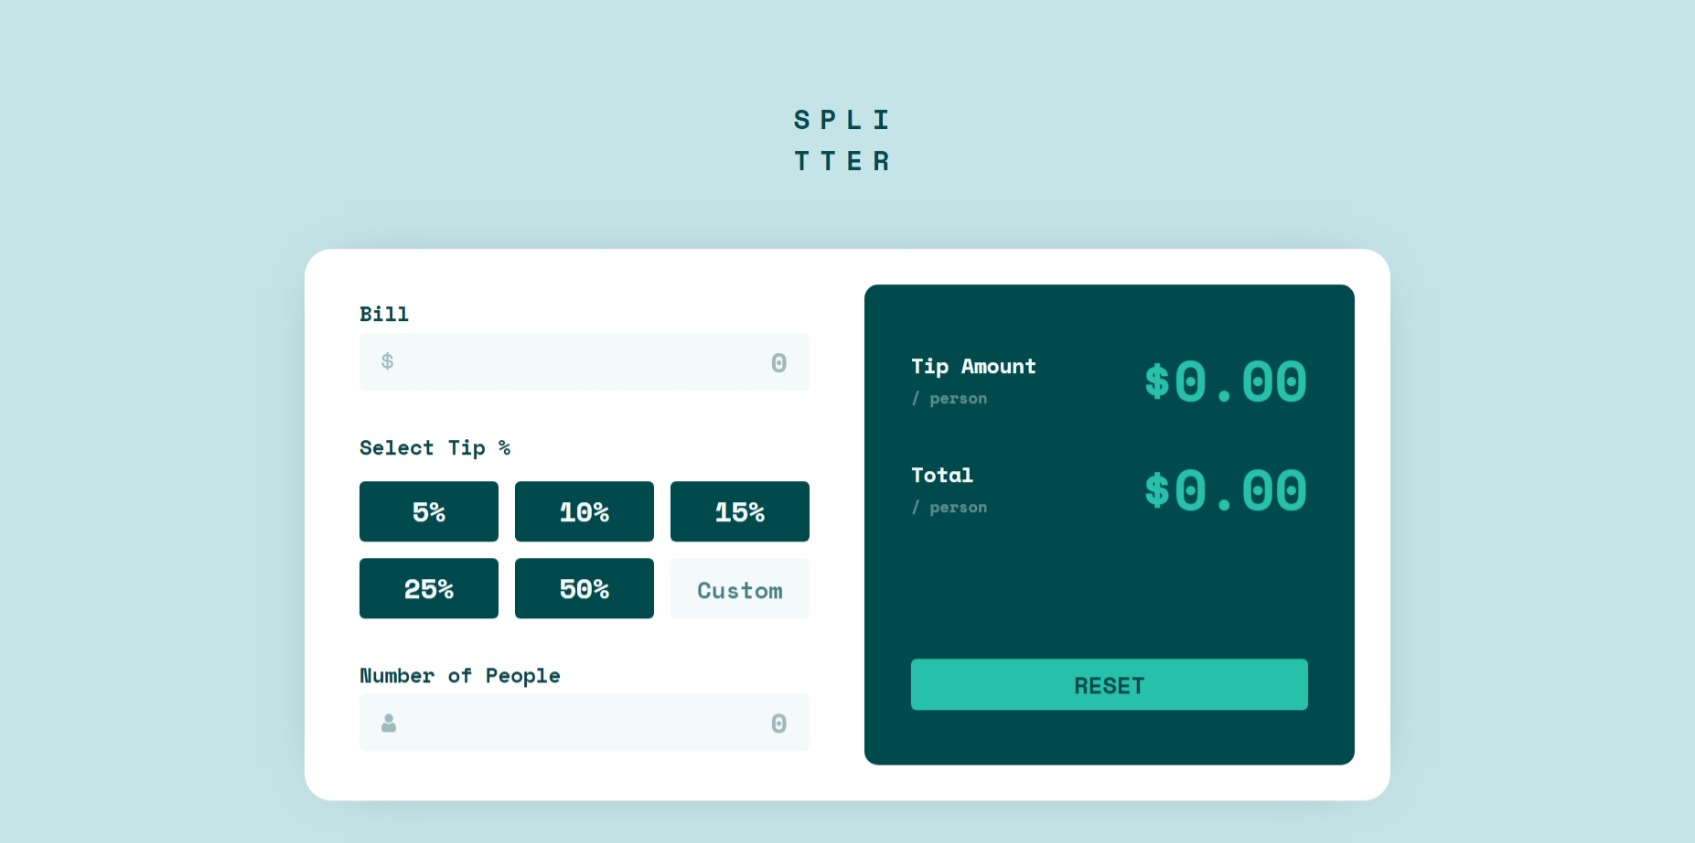 SPLI
TTER
Bill
$ 0
Select Tip %
5% 10% 15%
25% 50% Custom
Number of People
0
Tip Amount
/ person
$0.00
Total
/ person
$0.00
RESET